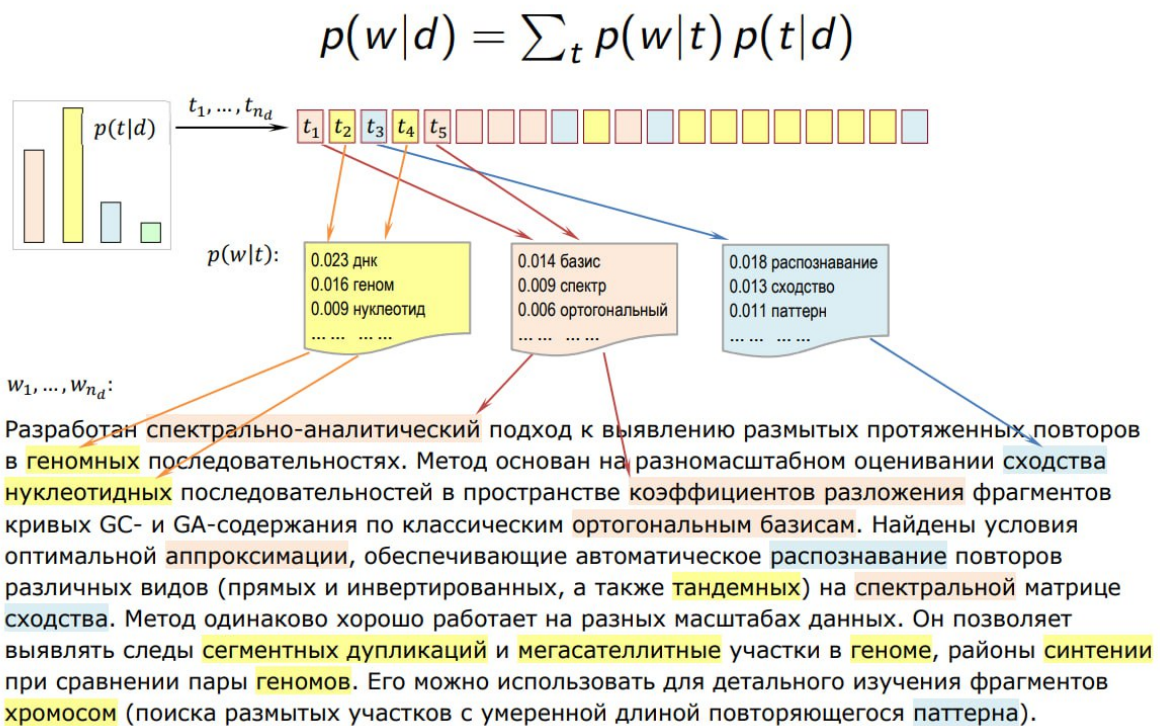 p(w|d) = ∑ₜ p(w|t) p(t|d)
p(t|d)
t₁, ..., tₙ_d
t₁ t₂ t₃ t₄ t₅
p(w|t):
0.023 днк
0.016 геном
0.009 нуклеотид
... ... ... ...
0.014 базис
0.009 спектр
0.006 ортогональный
... ... ... ...
0.018 распознавание
0.013 сходство
0.011 паттерн
... ... ... ...
w₁, ..., wₙ_d:
Разработан спектрально-аналитический подход к выявлению размытых протяженных повторов
в геномных последовательностях. Метод основан на разномасштабном оценивании сходства
нуклеотидных последовательностей в пространстве коэффициентов разложения фрагментов
кривых GC- и GA-содержания по классическим ортогональным базисам. Найдены условия
оптимальной аппроксимации, обеспечивающие автоматическое распознавание повторов
различных видов (прямых и инвертированных, а также тандемных) на спектральной матрице
сходства. Метод одинаково хорошо работает на разных масштабах данных. Он позволяет
выявлять следы сегментных дупликаций и мегасателлитные участки в геноме, районы синтении
при сравнении пары геномов. Его можно использовать для детального изучения фрагментов
хромосом (поиска размытых участков с умеренной длиной повторяющегося паттерна).